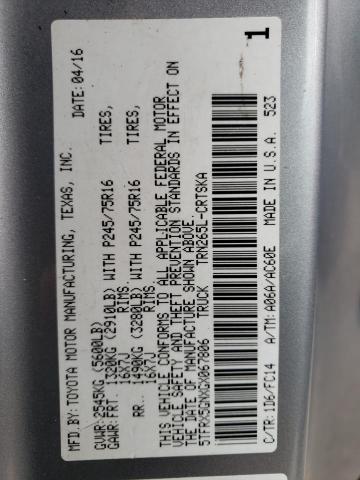 MFD.BY:TOYOTA MOTOR MANUFACTURING, TEXAS, INC. DATE: 04/16
GVWR:2545KG (5600LB)
GAWR:FRT. 1320KG (2910LB) WITH P245/75R16 TIRES,
16X7J RIMS.
RR. 1490KG (3280LB) WITH P245/75R16 TIRES,
16X7J RIMS.
THIS VEHICLE CONFORMS TO ALL APPLICABLE FEDERAL MOTOR
VEHICLE SAFETY AND THEFT PREVENTION STANDARDS IN EFFECT ON
THE DATE OF MANUFACTURE SHOWN ABOVE.
5TFRX5GNXGX067806 TRUCK TRN265L-CRTSKA
C/TR:1D6/FC14 A/TM:A06A/AC60E MADE IN U.S.A. 523
1